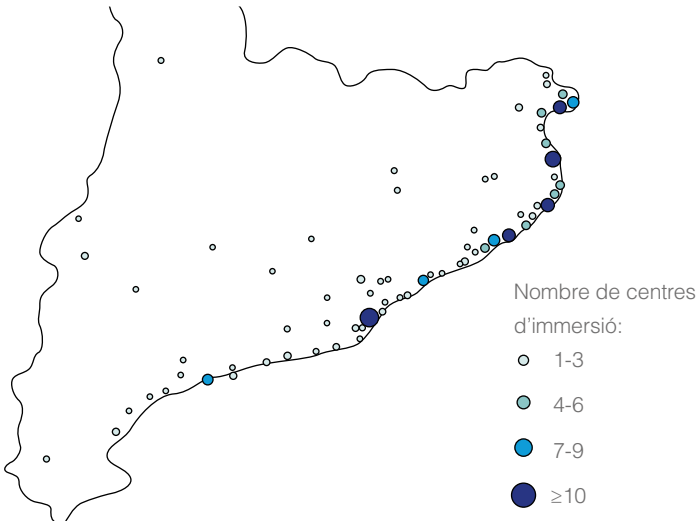 Nombre de centres
d’immersió:
1-3
4-6
7-9
≥10